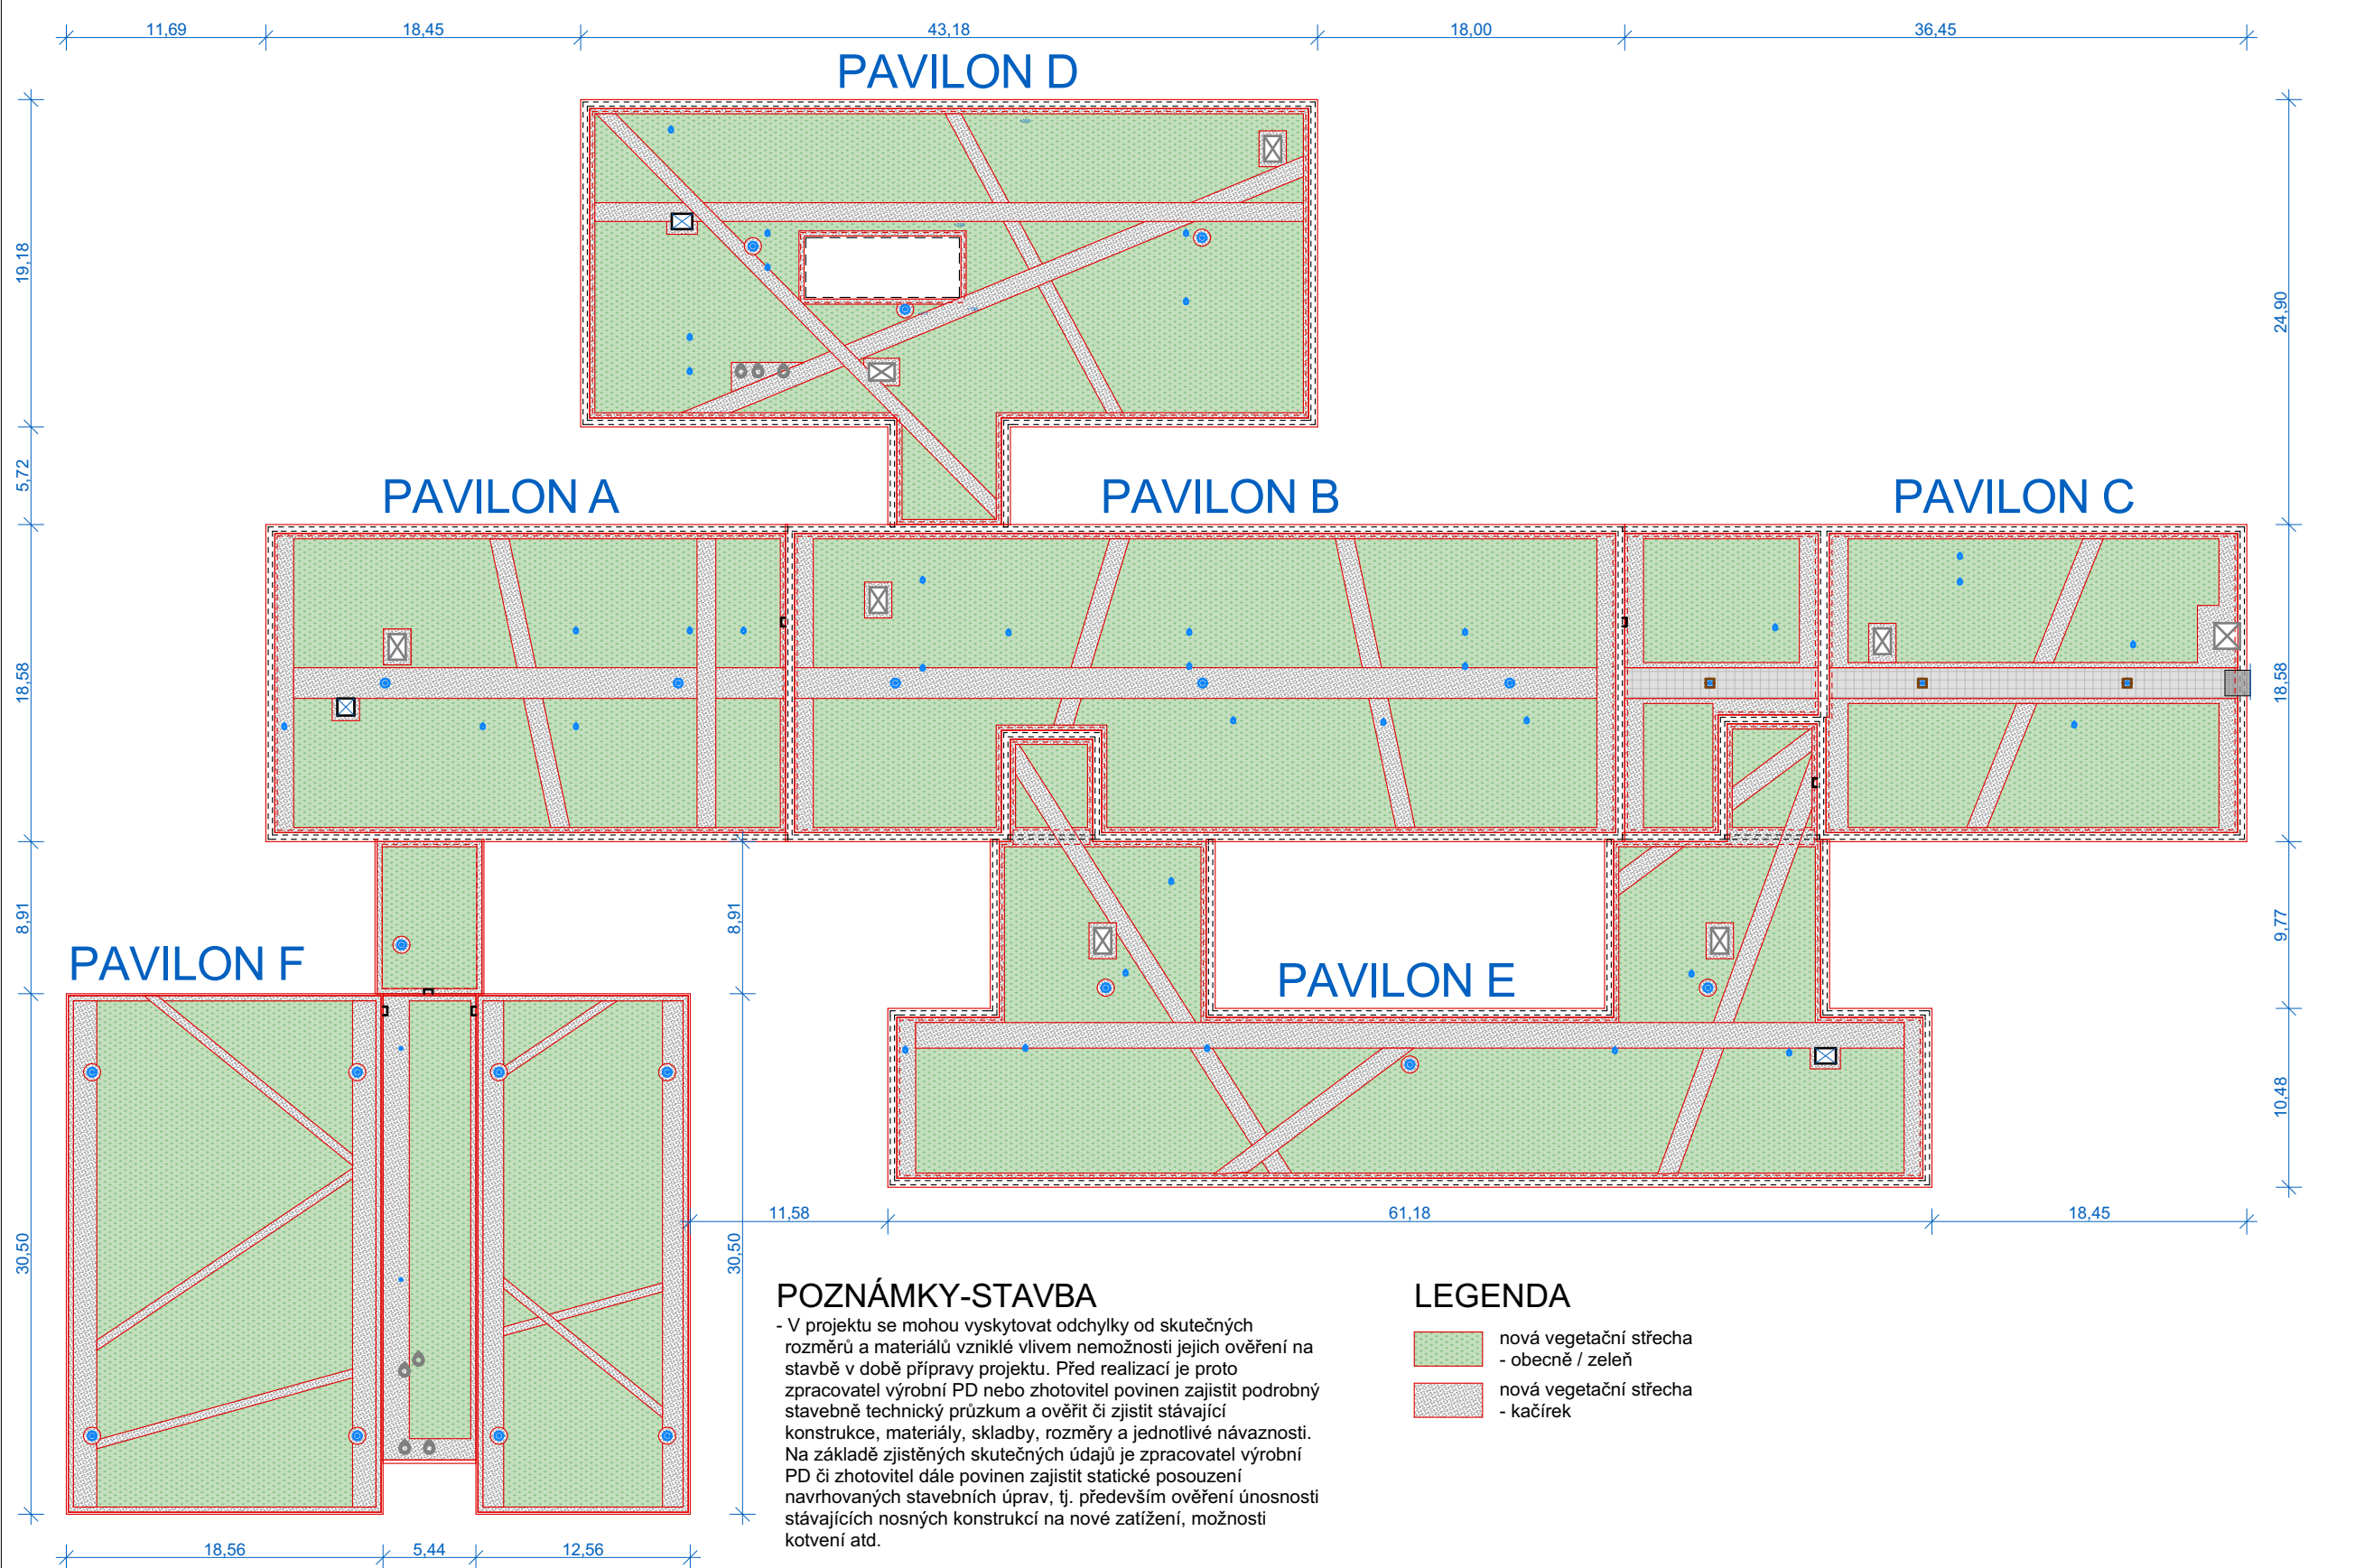 11,69
18,45
43,18
18,00
36,45
PAVILON D
19,18
24,90
5,72
PAVILON A
PAVILON B
PAVILON C
18,58
18,58
8,91
8,91
9,77
PAVILON F
PAVILON E
10,48
11,58
61,18
18,45
30,50
30,50
POZNÁMKY-STAVBA
- V projektu se mohou vyskytovat odchylky od skutečných
rozměrů a materiálů vzniklé vlivem nemožnosti jejich ověření na
stavbě v době přípravy projektu. Před realizací je proto
zpracovatel výrobní PD nebo zhotovitel povinen zajistit podrobný
stavebně technický průzkum a ověřit či zjistit stávající
konstrukce, materiály, skladby, rozměry a jednotlivé návaznosti.
Na základě zjištěných skutečných údajů je zpracovatel výrobní
PD či zhotovitel dále povinen zajistit statické posouzení
navrhovaných stavebních úprav, tj. především ověření únosnosti
stávajících nosných konstrukcí na nové zatížení, možnosti
kotvení atd.
LEGENDA
nová vegetační střecha
- obecně / zeleň
nová vegetační střecha
- kačírek
18,56
5,44
12,56